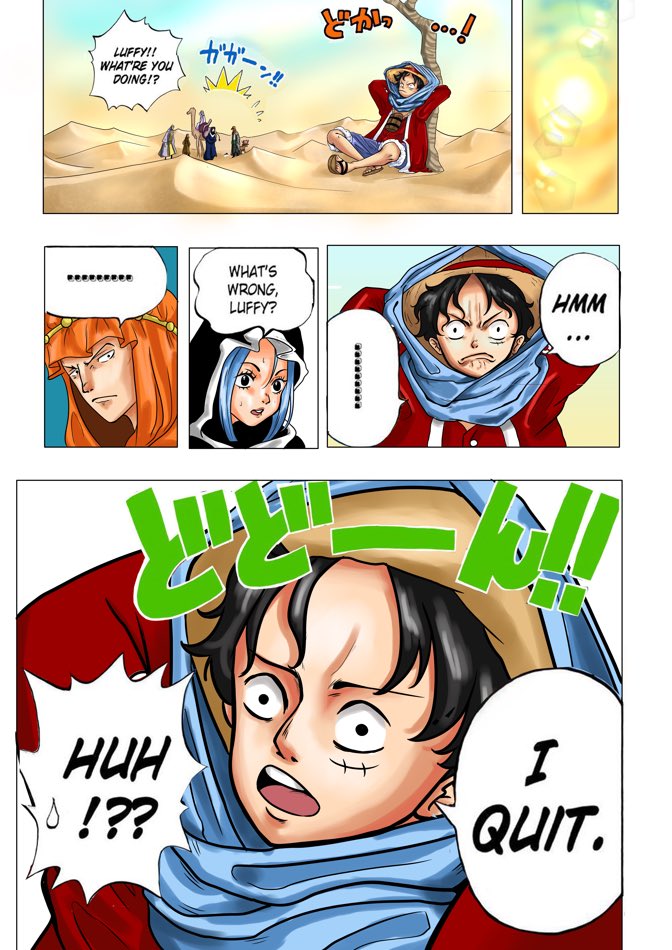 どかっ
…!
LUFFY!!
WHAT'RE
YOU
DOING!?
ガガーン!!
HMM
...
.........
WHAT'S
WRONG,
LUFFY?
.........
どどーん!!
I
QUIT.
HUH
!??